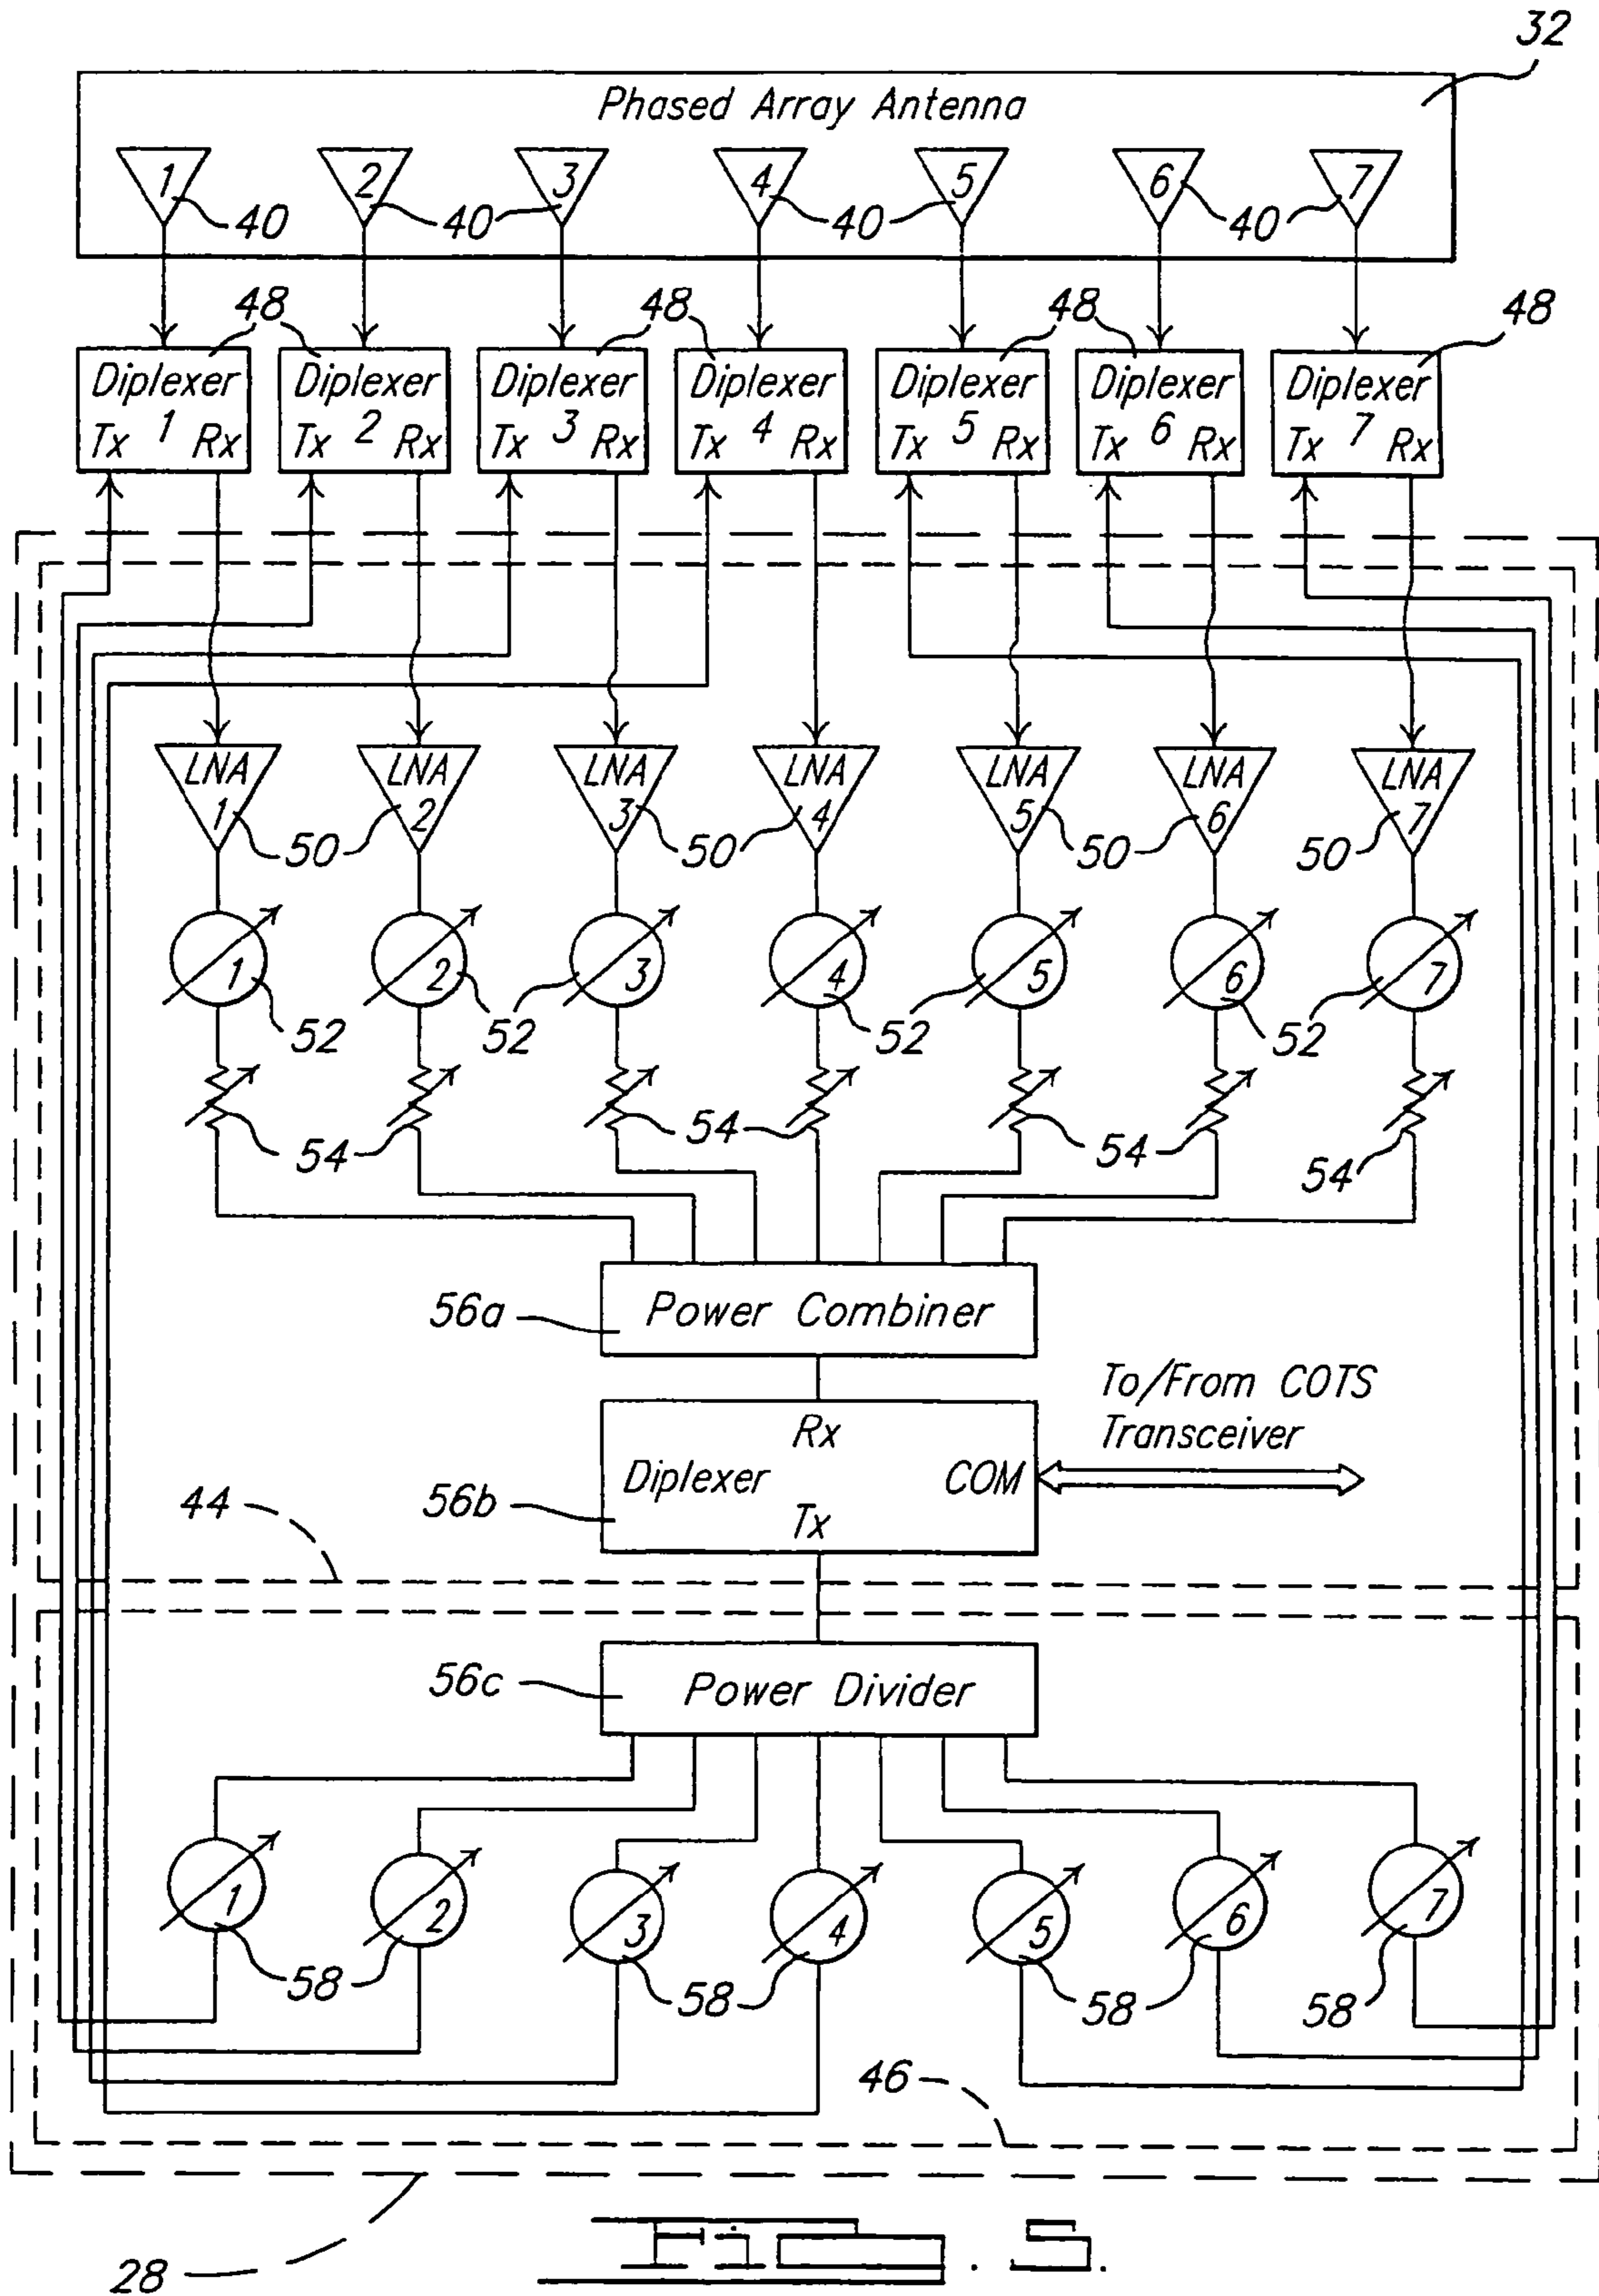 32
Phased Array Antenna
1 2 3 4 5 6 7
40 40 40 40
48 48 48 48
Diplexer Diplexer Diplexer Diplexer Diplexer Diplexer Diplexer
Tx 1 Rx Tx 2 Rx Tx 3 Rx Tx 4 Rx Tx 5 Rx Tx 6 Rx Tx 7 Rx
LNA LNA LNA LNA LNA LNA LNA
1 2 3 4 5 6 7
50 50 50 50
1 2 3 4 5 6 7
52 52 52 52
54 54 54 54
56a Power Combiner
To/From COTS
Transceiver
Rx
56b Diplexer COM
Tx
44
56c Power Divider
1 2 3 4 5 6 7
58 58 58 58
46
28
FIG. 5.